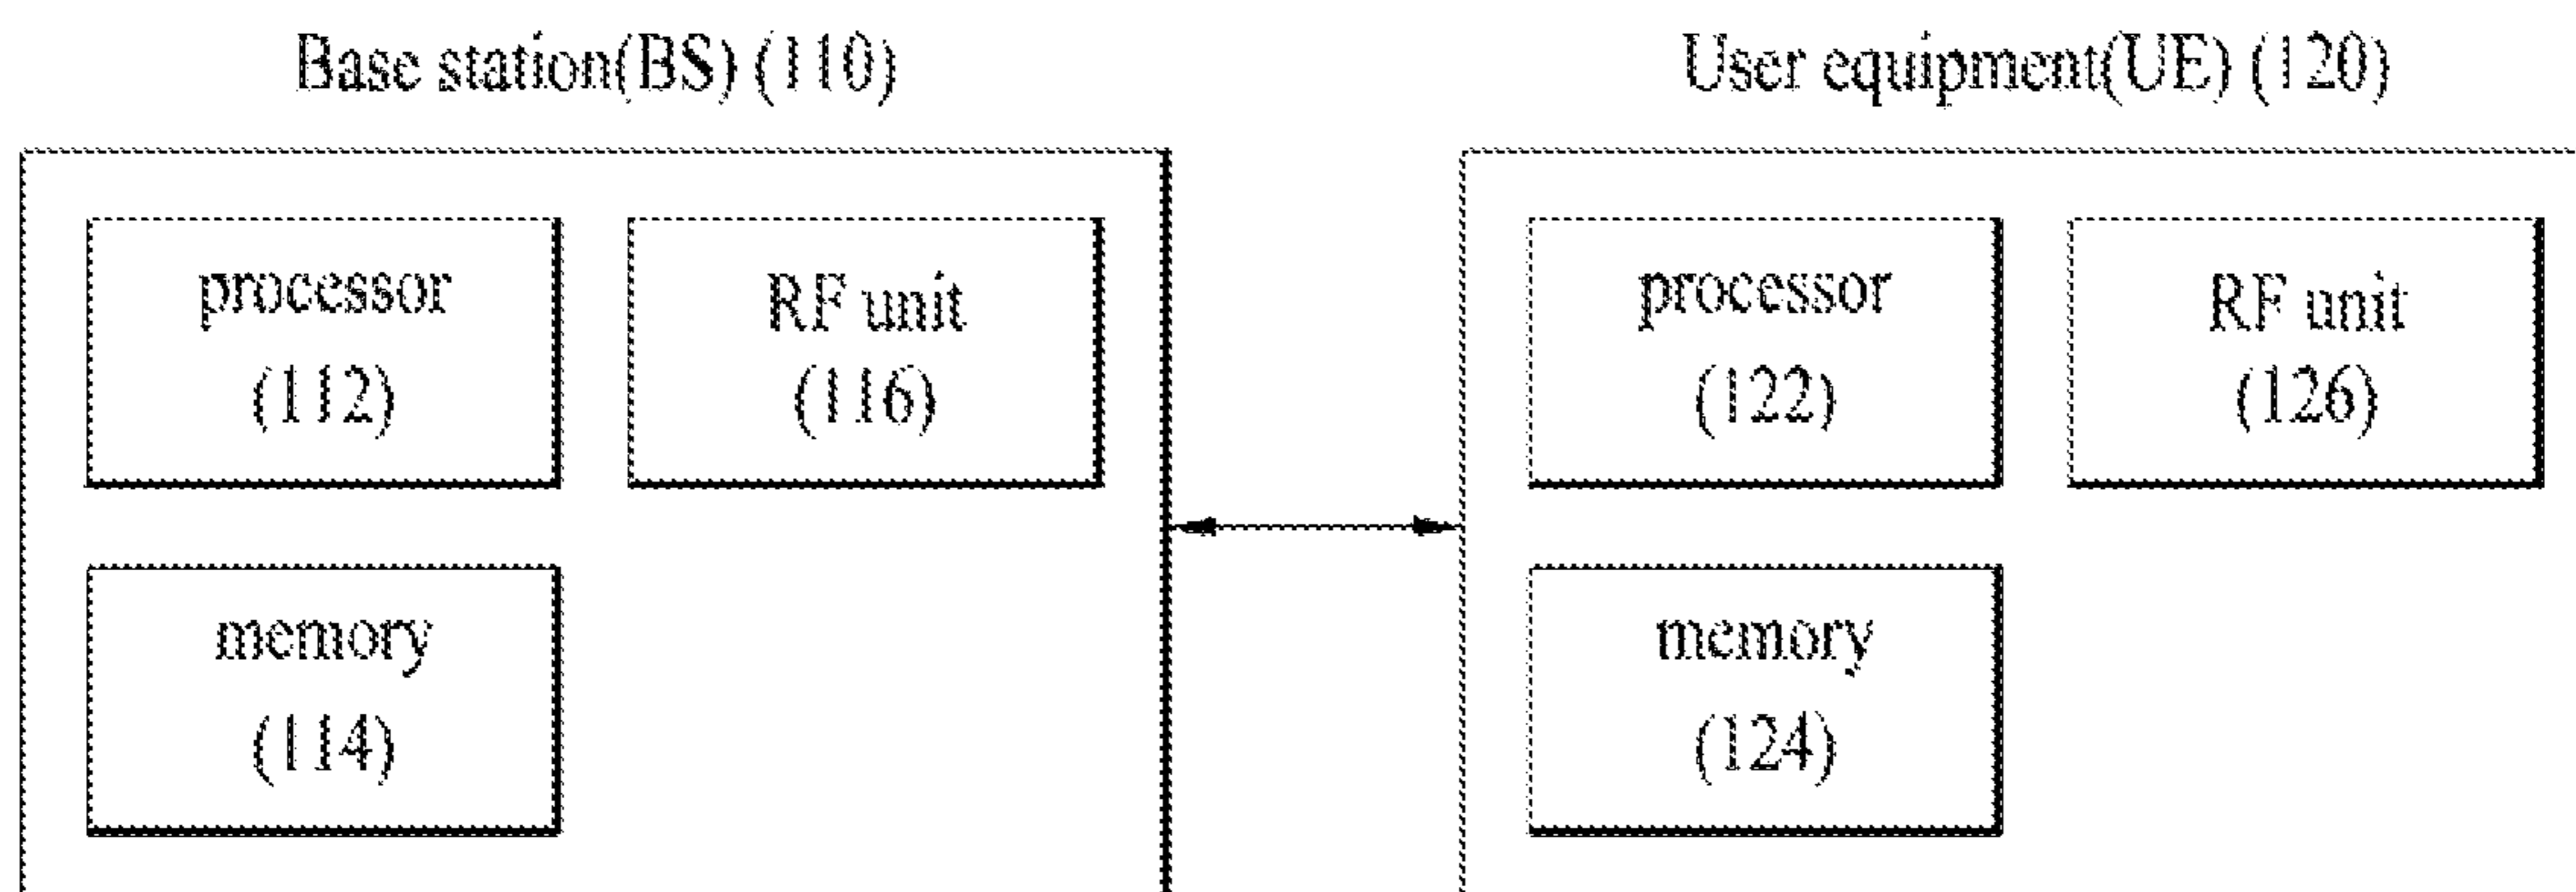 Base station(BS) (110)
User equipment(UE) (120)
processor
(112)
RF unit
(116)
processor
(122)
RF unit
(126)
memory
(114)
memory
(124)